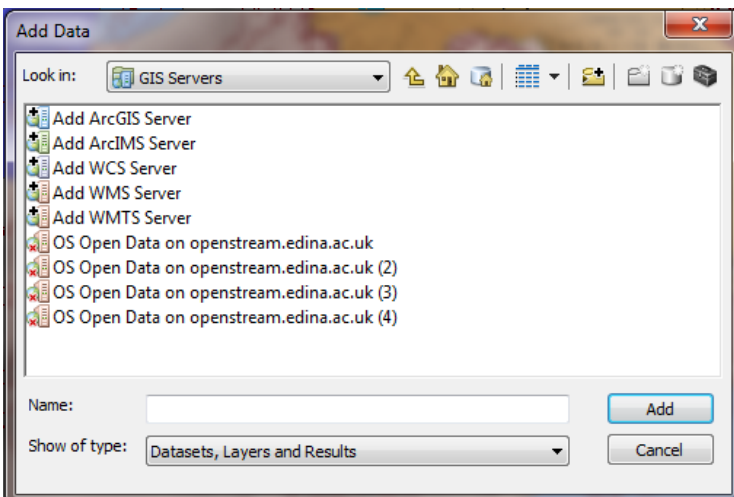 Add Data
Look in: GIS Servers
Add ArcGIS Server
Add ArcIMS Server
Add WCS Server
Add WMS Server
Add WMTS Server
OS Open Data on openstream.edina.ac.uk
OS Open Data on openstream.edina.ac.uk (2)
OS Open Data on openstream.edina.ac.uk (3)
OS Open Data on openstream.edina.ac.uk (4)
Name: Add
Show of type: Datasets, Layers and Results Cancel